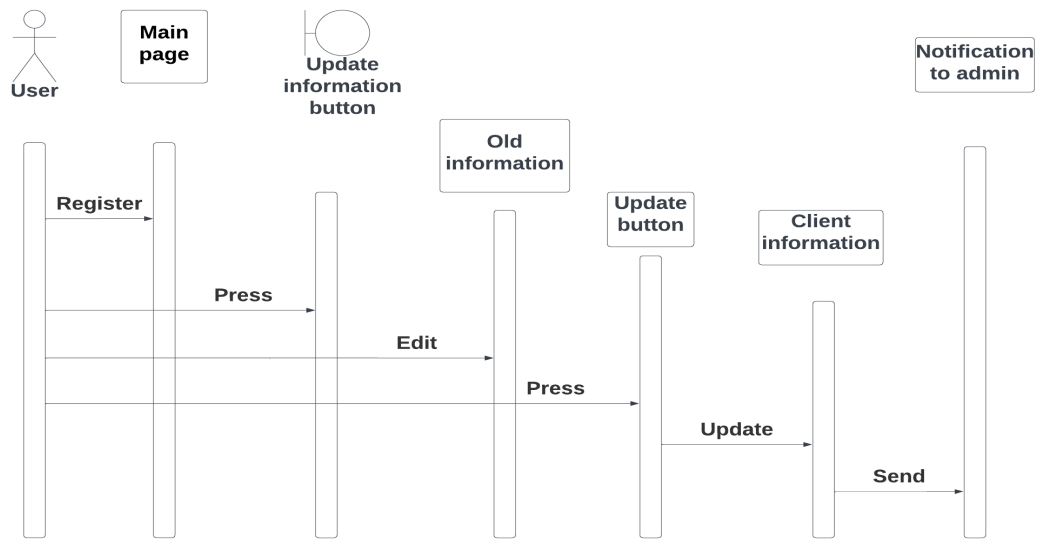 User
Main
page
Update
information
button
Notification
to admin
Old
information
Update
button
Client
information
Register
Press
Edit
Press
Update
Send